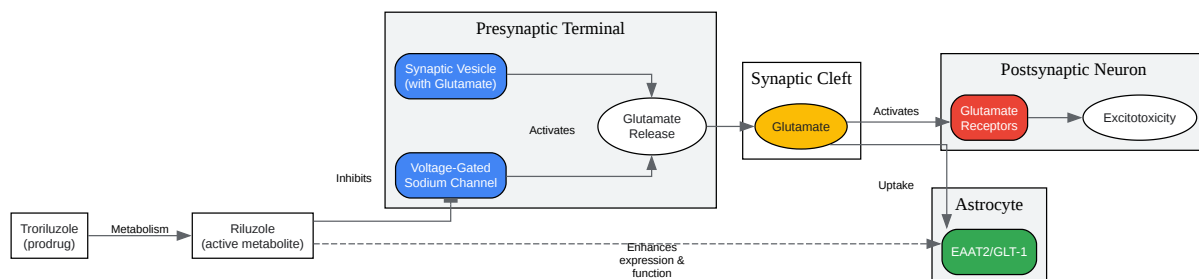 Presynaptic Terminal
Synaptic Vesicle
(with Glutamate)
Activates
Glutamate
Release
Voltage-Gated
Sodium Channel
Inhibits
Synaptic Cleft
Glutamate
Activates
Postsynaptic Neuron
Glutamate
Receptors
Excitotoxicity
Uptake
Astrocyte
EAAT2/GLT-1
Troriluzole
(prodrug)
Metabolism
Riluzole
(active metabolite)
Enhances
expression &
function